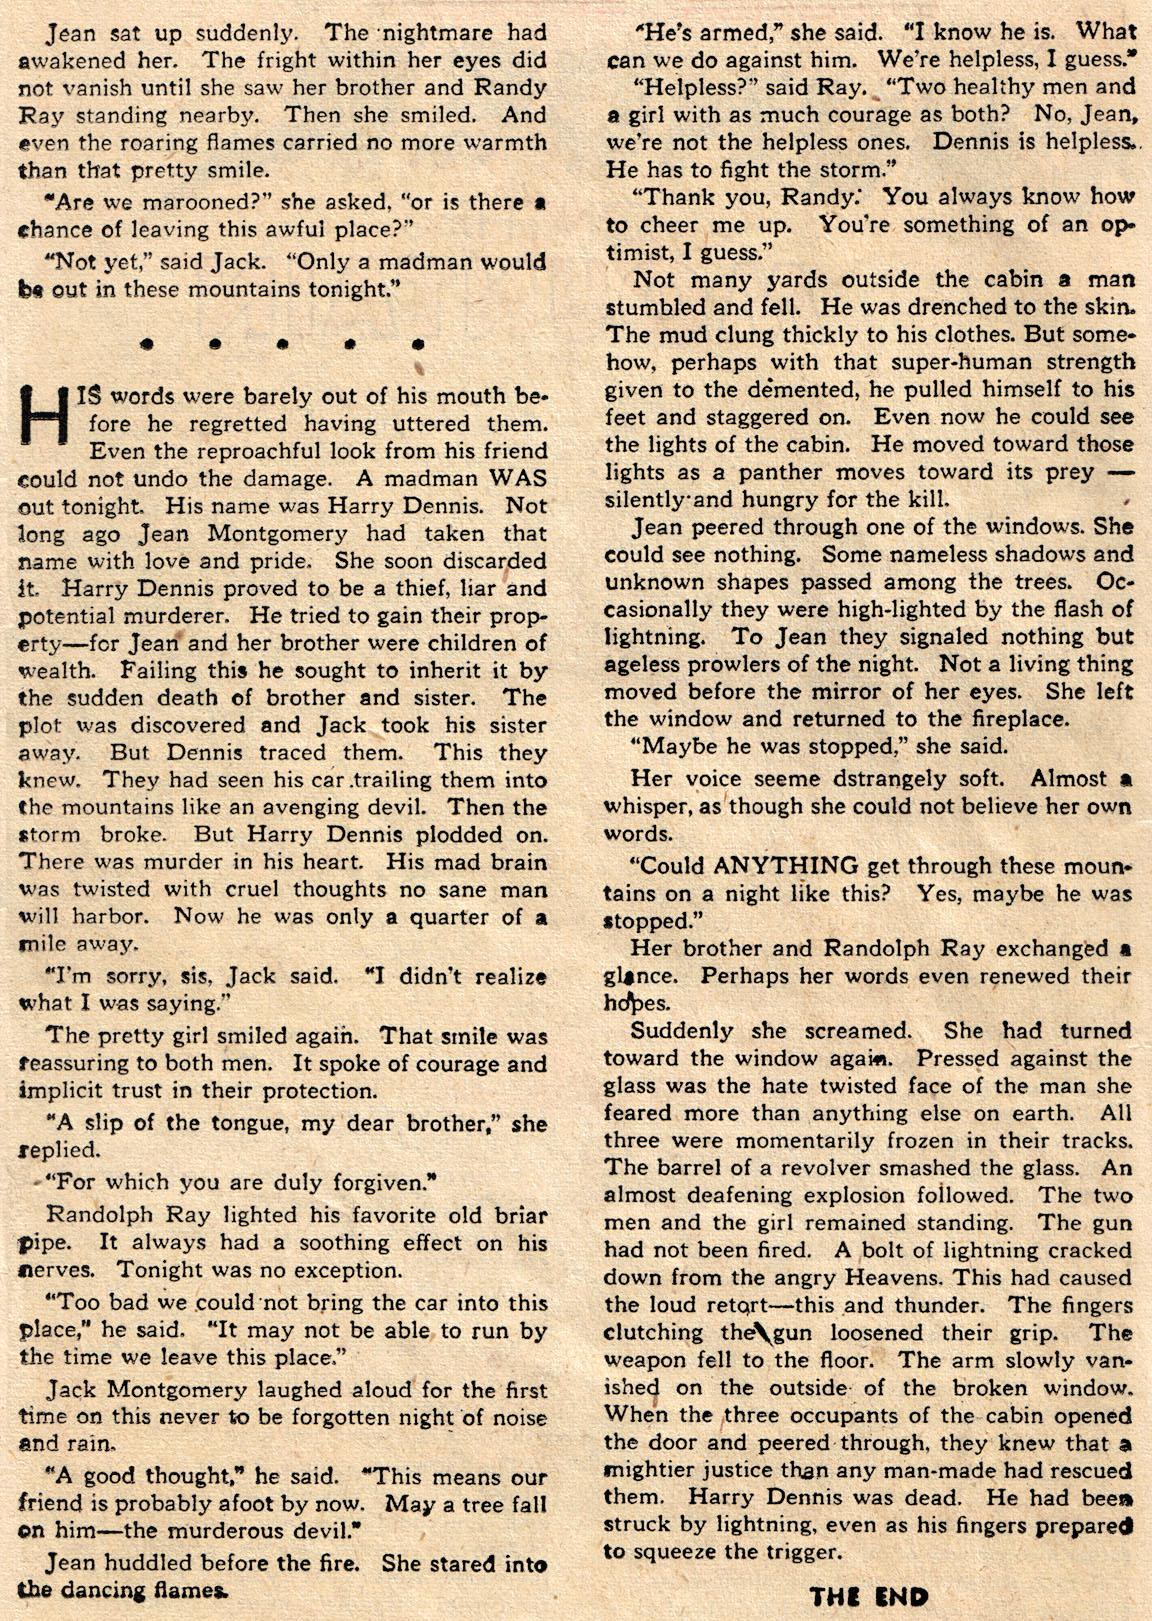 Jean sat up suddenly. The nightmare had
awakened her. The fright within her eyes did
not vanish until she saw her brother and Randy
Ray standing nearby. Then she smiled. And
even the roaring flames carried no more warmth
than that pretty smile.
"Are we marooned?" she asked, "or is there a
chance of leaving this awful place?"
"Not yet," said Jack. "Only a madman would
be out in these mountains tonight."
• • • • •
HIS words were barely out of his mouth be-
fore he regretted having uttered them.
Even the reproachful look from his friend
could not undo the damage. A madman WAS
out tonight. His name was Harry Dennis. Not
long ago Jean Montgomery had taken that
name with love and pride. She soon discarded
it. Harry Dennis proved to be a thief, liar and
potential murderer. He tried to gain their prop-
erty—for Jean and her brother were children of
wealth. Failing this he sought to inherit it by
the sudden death of brother and sister. The
plot was discovered and Jack took his sister
away. But Dennis traced them. This they
knew. They had seen his car trailing them into
the mountains like an avenging devil. Then the
storm broke. But Harry Dennis plodded on.
There was murder in his heart. His mad brain
was twisted with cruel thoughts no sane man
will harbor. Now he was only a quarter of a
mile away.
"I'm sorry, sis, Jack said. "I didn't realize
what I was saying."
The pretty girl smiled again. That smile was
reassuring to both men. It spoke of courage and
implicit trust in their protection.
"A slip of the tongue, my dear brother," she
replied.
"For which you are duly forgiven."
Randolph Ray lighted his favorite old briar
pipe. It always had a soothing effect on his
nerves. Tonight was no exception.
"Too bad we could not bring the car into this
place," he said. "It may not be able to run by
the time we leave this place."
Jack Montgomery laughed aloud for the first
time on this never to be forgotten night of noise
and rain.
"A good thought," he said. "This means our
friend is probably afoot by now. May a tree fall
on him—the murderous devil."
Jean huddled before the fire. She stared into
the dancing flames.
"He's armed," she said. "I know he is. What
can we do against him. We're helpless, I guess."
"Helpless?" said Ray. "Two healthy men and
a girl with as much courage as both? No, Jean,
we're not the helpless ones. Dennis is helpless.
He has to fight the storm."
"Thank you, Randy. You always know how
to cheer me up. You're something of an op-
timist, I guess."
Not many yards outside the cabin a man
stumbled and fell. He was drenched to the skin.
The mud clung thickly to his clothes. But some-
how, perhaps with that super-human strength
given to the demented, he pulled himself to his
feet and staggered on. Even now he could see
the lights of the cabin. He moved toward those
lights as a panther moves toward its prey —
silently and hungry for the kill.
Jean peered through one of the windows. She
could see nothing. Some nameless shadows and
unknown shapes passed among the trees. Oc-
casionally they were high-lighted by the flash of
lightning. To Jean they signaled nothing but
ageless prowlers of the night. Not a living thing
moved before the mirror of her eyes. She left
the window and returned to the fireplace.
"Maybe he was stopped," she said.
Her voice seeme dstrangely soft. Almost a
whisper, as though she could not believe her own
words.
"Could ANYTHING get through these moun-
tains on a night like this? Yes, maybe he was
stopped."
Her brother and Randolph Ray exchanged a
glance. Perhaps her words even renewed their
hopes.
Suddenly she screamed. She had turned
toward the window again. Pressed against the
glass was the hate twisted face of the man she
feared more than anything else on earth. All
three were momentarily frozen in their tracks.
The barrel of a revolver smashed the glass. An
almost deafening explosion followed. The two
men and the girl remained standing. The gun
had not been fired. A bolt of lightning cracked
down from the angry Heavens. This had caused
the loud retort—this and thunder. The fingers
clutching the gun loosened their grip. The
weapon fell to the floor. The arm slowly van-
ished on the outside of the broken window.
When the three occupants of the cabin opened
the door and peered through, they knew that a
mightier justice than any man-made had rescued
them. Harry Dennis was dead. He had been
struck by lightning, even as his fingers prepared
to squeeze the trigger.
THE END